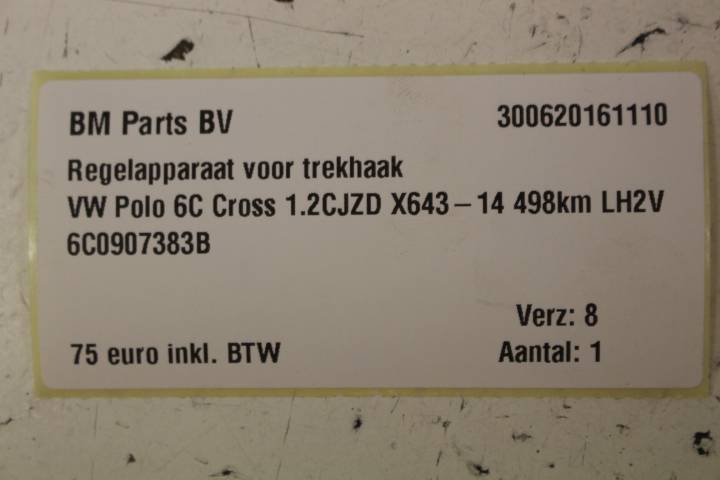 BM Parts BV 300620161110
Regelapparaat voor trekhaak
VW Polo 6C Cross 1.2CJZD X643-14 498km LH2V
6C0907383B
Verz: 8
75 euro inkl. BTW Aantal: 1